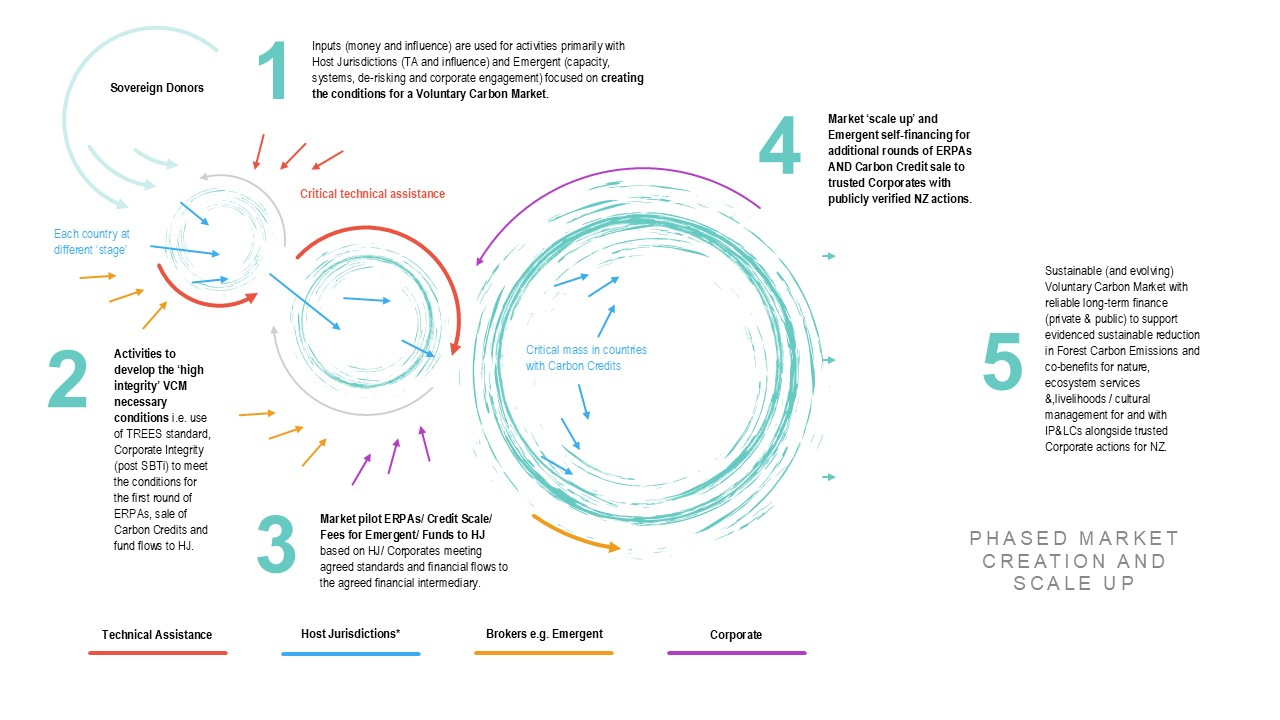 1
Inputs (money and influence) are used for activities primarily with
Host Jurisdictions (TA and influence) and Emergent (capacity,
systems, de-risking and corporate engagement) focused on creating
the conditions for a Voluntary Carbon Market.
Sovereign Donors
Critical technical assistance
Each country at
different 'stage'
2
Activities to
develop the 'high
integrity' VCM
necessary
conditions i.e. use
of TREES standard,
Corporate Integrity
(post SBTi) to meet
the conditions for
the first round of
ERPAs, sale of
Carbon Credits and
fund flows to HJ.
3
Market pilot ERPAs/ Credit Scale/
Fees for Emergent/ Funds to HJ
based on HJ/ Corporates meeting
agreed standards and financial flows to
the agreed financial intermediary.
Critical mass in countries
with Carbon Credits
4
Market 'scale up' and
Emergent self-financing for
additional rounds of ERPAs
AND Carbon Credit sale to
trusted Corporates with
publicly verified NZ actions.
5
Sustainable (and evolving)
Voluntary Carbon Market with
reliable long-term finance
(private & public) to support
evidenced sustainable reduction
in Forest Carbon Emissions and
co-benefits for nature,
ecosystem services
&,livelihoods / cultural
management for and with
IP&LCs alongside trusted
Corporate actions for NZ.
PHASED MARKET
CREATION AND
SCALE UP
Technical Assistance
Host Jurisdictions*
Brokers e.g. Emergent
Corporate